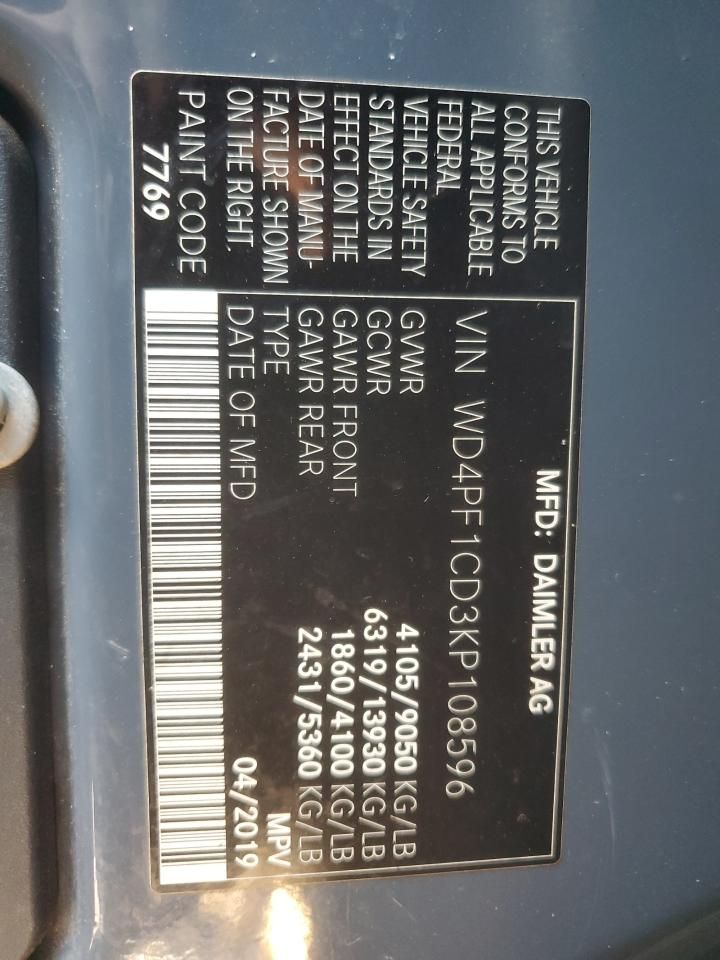 THIS VEHICLE
CONFORMS TO
ALL APPLICABLE
FEDERAL
VEHICLE SAFETY
STANDARDS IN
EFFECT ON THE
DATE OF MANU-
FACTURE SHOWN
ON THE RIGHT.
PAINT CODE
7769
MFD: DAIMLER AG
VIN WD4PF1CD3KP108596
GVWR 4105/9050 KG/LB
GCWR 6319/13930 KG/LB
GAWR FRONT 1860/4100 KG/LB
GAWR REAR 2431/5360 KG/LB
TYPE MPV
DATE OF MFD 04/2019